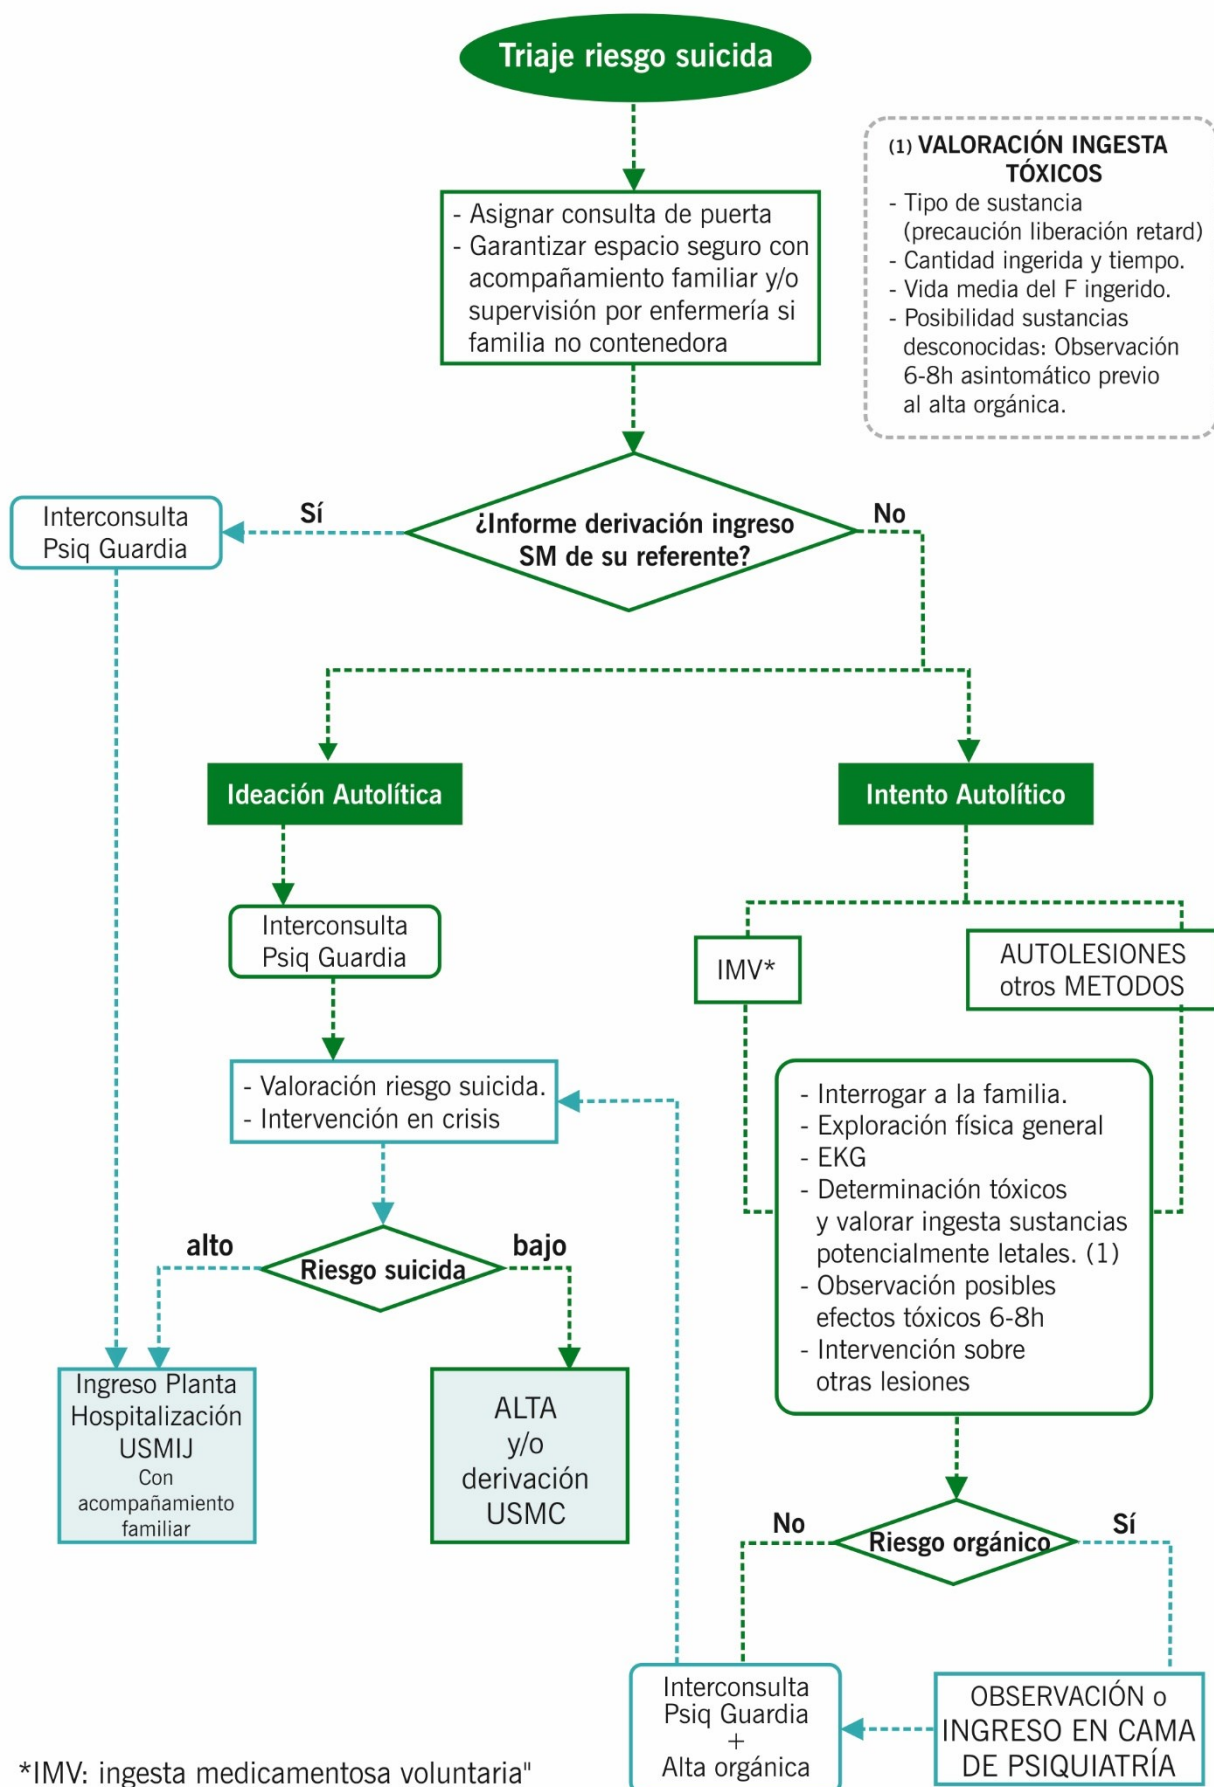 Triaje riesgo suicida
(1) VALORACIÓN INGESTA
TÓXICOS
- Tipo de sustancia
(precaución liberación retard)
- Cantidad ingerida y tiempo.
- Vida media del F ingerido.
- Posibilidad sustancias
desconocidas: Observación
6-8h asintomático previo
al alta orgánica.
- Asignar consulta de puerta
- Garantizar espacio seguro con
acompañamiento familiar y/o
supervisión por enfermería si
familia no contenedora
¿Informe derivación ingreso
SM de su referente?
Sí
No
Interconsulta
Psiq Guardia
Ideación Autolítica
Intento Autolítico
Interconsulta
Psiq Guardia
IMV*
AUTOLESIONES
otros METODOS
- Valoración riesgo suicida.
- Intervención en crisis
- Interrogar a la familia.
- Exploración física general
- EKG
- Determinación tóxicos
y valorar ingesta sustancias
potencialmente letales. (1)
- Observación posibles
efectos tóxicos 6-8h
- Intervención sobre
otras lesiones
alto
Riesgo suicida
bajo
Ingreso Planta
Hospitalización
USMIJ
Con
acompañamiento
familiar
ALTA
y/o
derivación
USMC
No
Riesgo orgánico
Sí
Interconsulta
Psiq Guardia
+
Alta orgánica
OBSERVACIÓN o
INGRESO EN CAMA
DE PSIQUIATRÍA
*IMV: ingesta medicamentosa voluntaria"